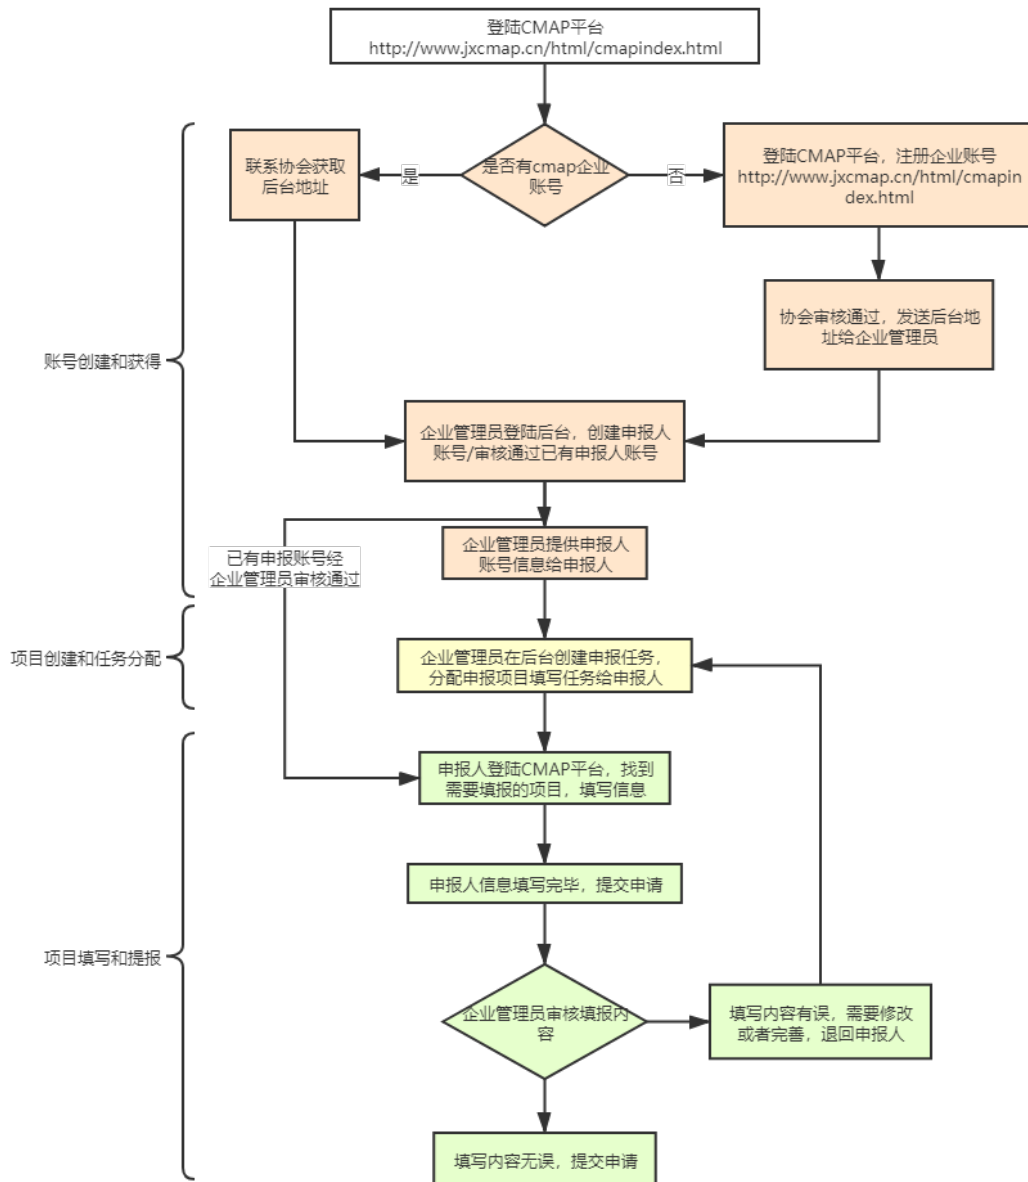 登陆CMAP平台
http://www.jxcmap.cn/html/cmapindex.html
联系协会获取
后台地址
是
是否有cmap企业
账号
否
登陆CMAP平台，注册企业账号
http://www.jxcmap.cn/html/cmapin
dex.html
协会审核通过，发送后台地
址给企业管理员
账号创建和获得
企业管理员登陆后台，创建申报人
账号/审核通过已有申报人账号
已有申报账号经
企业管理员审核通过
企业管理员提供申报人
账号信息给申报人
项目创建和任务分配
企业管理员在后台创建申报任务，
分配申报项目填写任务给申报人
申报人登陆CMAP平台，找到
需要填报的项目，填写信息
申报人信息填写完毕，提交申请
项目填写和提报
企业管理员审核填报内
容
填写内容有误，需要修改
或者完善，退回申报人
填写内容无误，提交申请